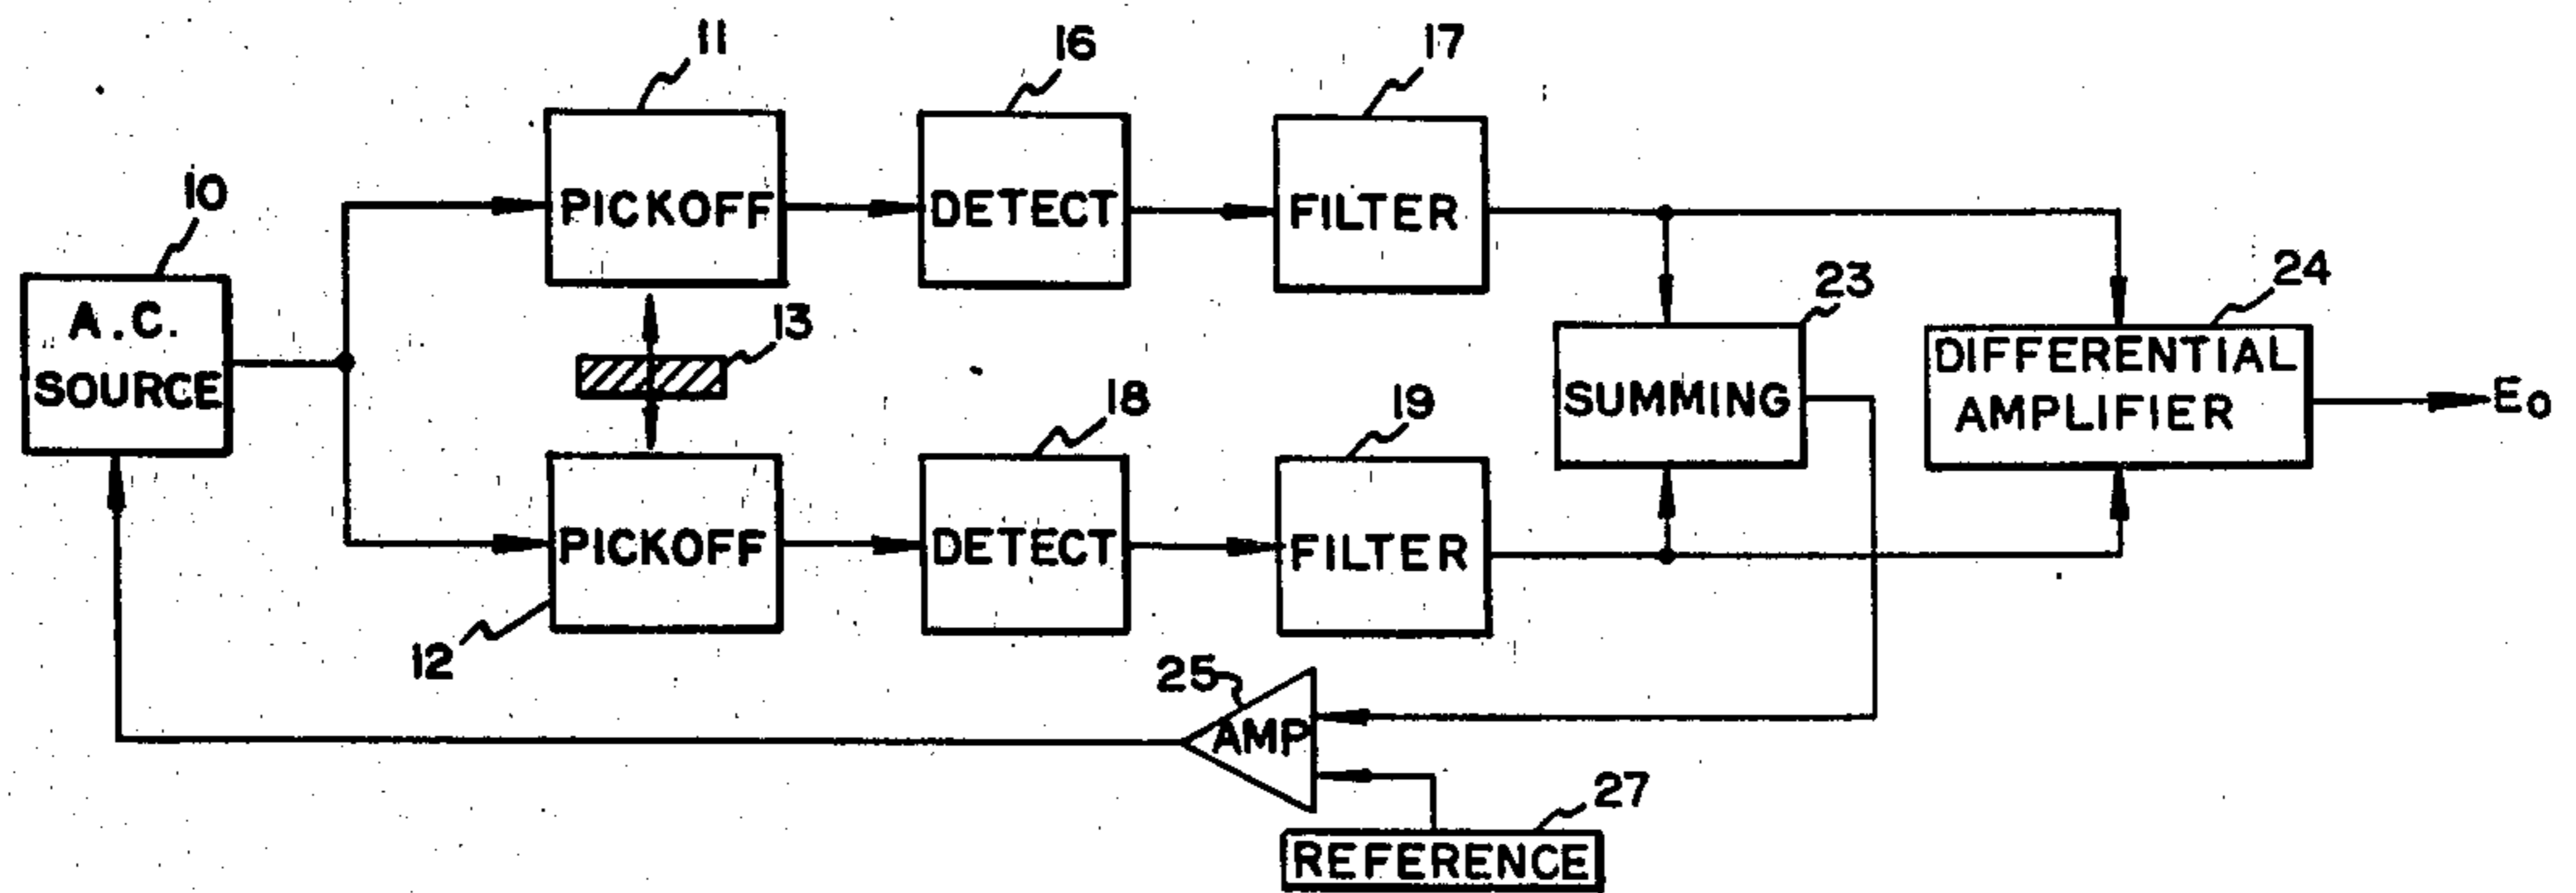 11
16
17
10
PICKOFF
DETECT
FILTER
A.C.
SOURCE
13
23
24
DIFFERENTIAL
AMPLIFIER
SUMMING
E₀
18
19
PICKOFF
DETECT
FILTER
12
25
AMP
27
REFERENCE